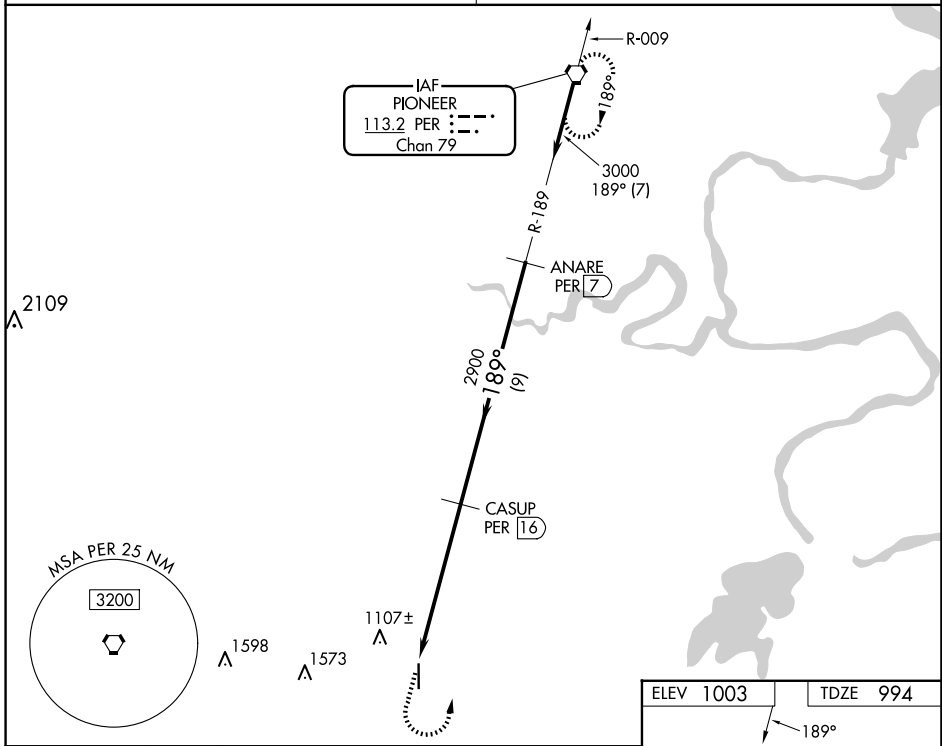 R-009
IAF
PIONEER
113.2 PER
Chan 79
189°
3000
189° (7)
R-189
ANARE
PER 7
2109
2900
189°
(9)
CASUP
PER 16
MSA PER 25 NM
3200
1598
1573
1107±
ELEV 1003
TDZE 994
189°